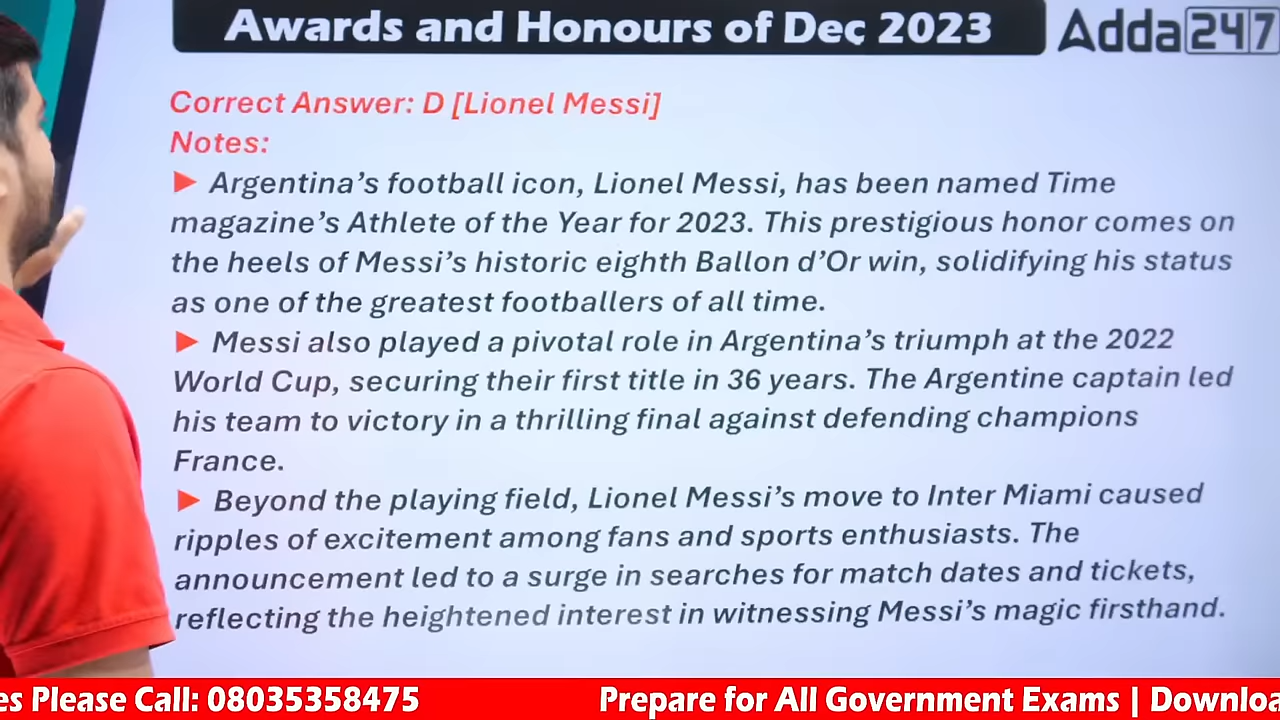 Awards and Honours of Dec 2023
Adda247
Correct Answer: D [Lionel Messi]
Notes:
► Argentina's football icon, Lionel Messi, has been named Time
magazine's Athlete of the Year for 2023. This prestigious honor comes on
the heels of Messi's historic eighth Ballon d'Or win, solidifying his status
as one of the greatest footballers of all time.
► Messi also played a pivotal role in Argentina's triumph at the 2022
World Cup, securing their first title in 36 years. The Argentine captain led
his team to victory in a thrilling final against defending champions
France.
► Beyond the playing field, Lionel Messi's move to Inter Miami caused
ripples of excitement among fans and sports enthusiasts. The
announcement led to a surge in searches for match dates and tickets,
reflecting the heightened interest in witnessing Messi's magic firsthand.
es Please Call: 08035358475 Prepare for All Government Exams | Downloa